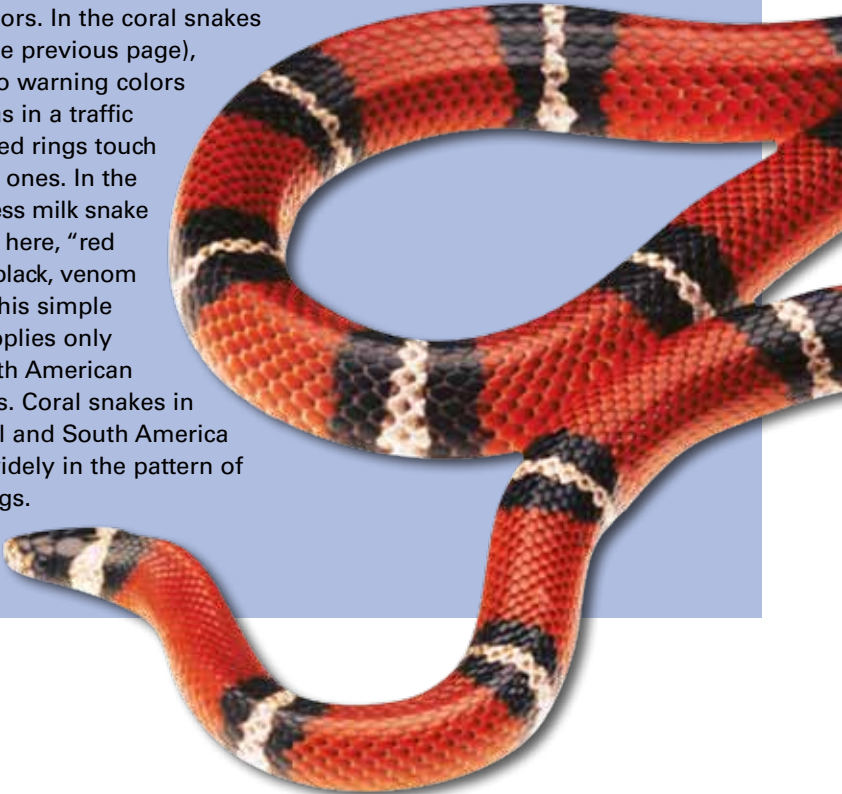 ors. In the coral snakes
e previous page),
o warning colors
as in a traffic
ed rings touch
ones. In the
ess milk snake
here, “red
black, venom
his simple
pplies only
th American
s. Coral snakes in
l and South America
videly in the pattern of
gs.